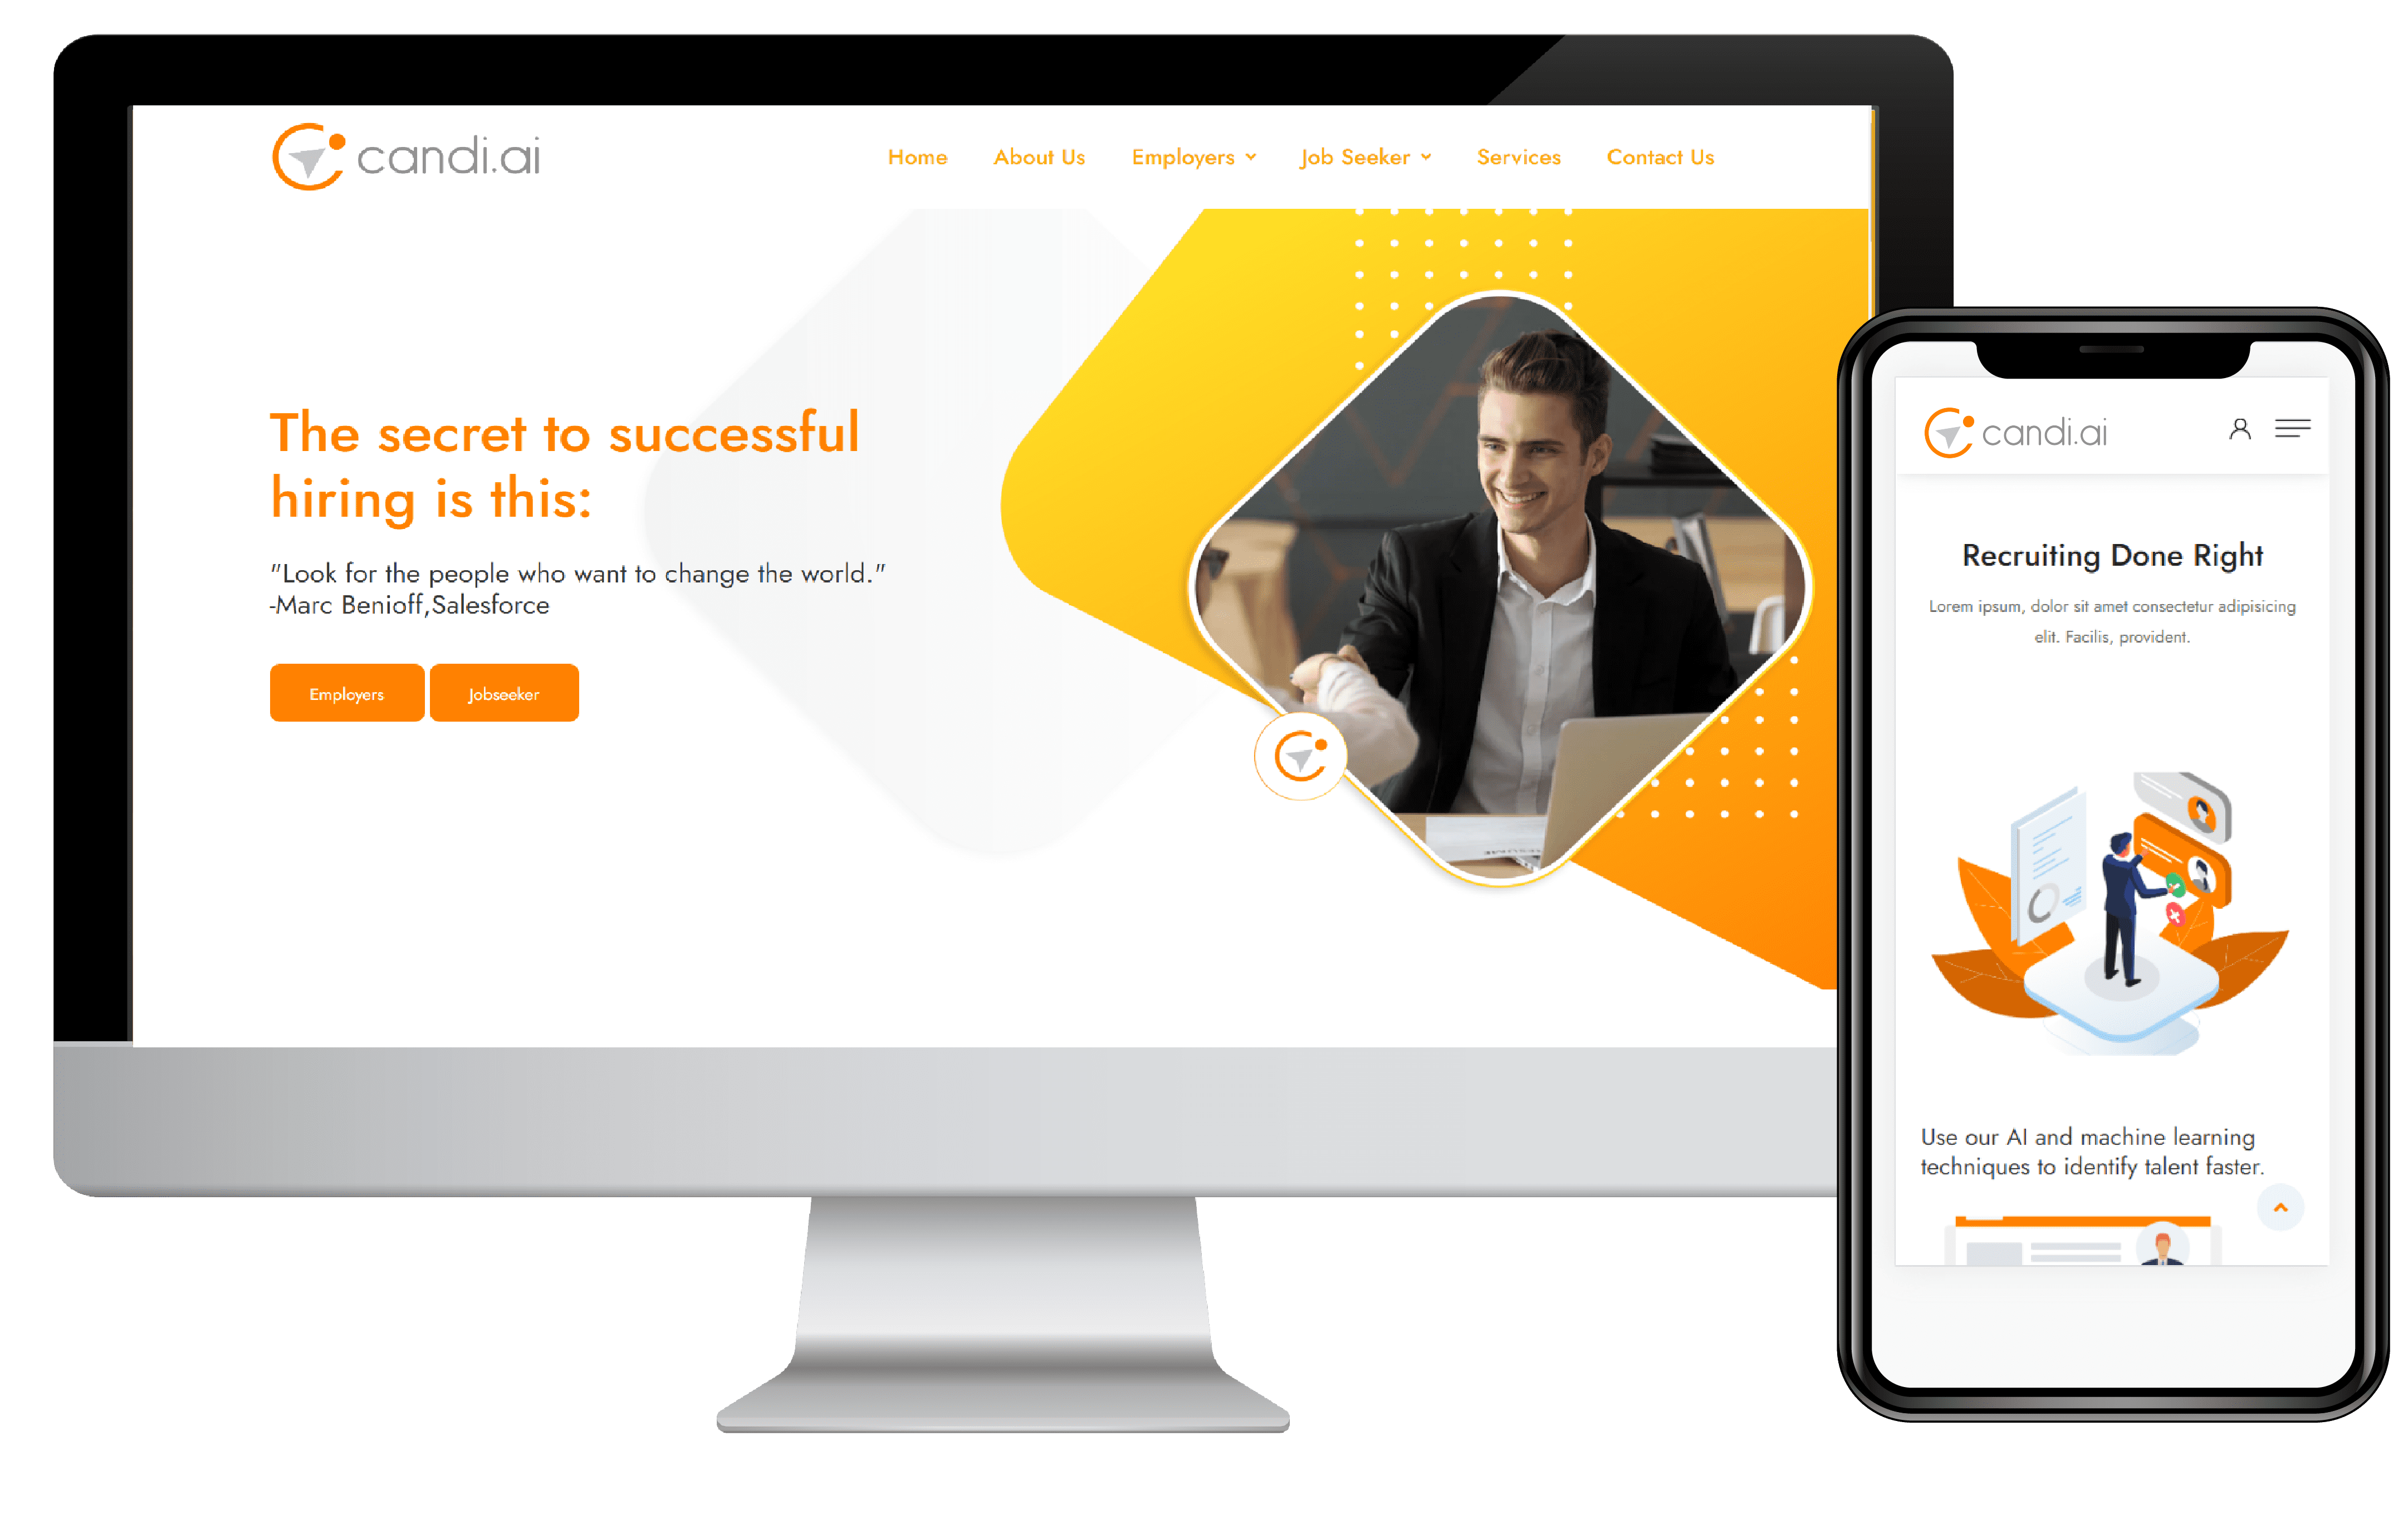 candi.ai
Home About Us Employers Job Seeker Services Contact Us
The secret to successful
hiring is this:
"Look for the people who want to change the world."
-Marc Benioff,Salesforce
Employers Jobseeker
candi.ai
Recruiting Done Right
Lorem ipsum, dolor sit amet consectetur adipisicing
elit. Facilis, provident.
Use our AI and machine learning
techniques to identify talent faster.